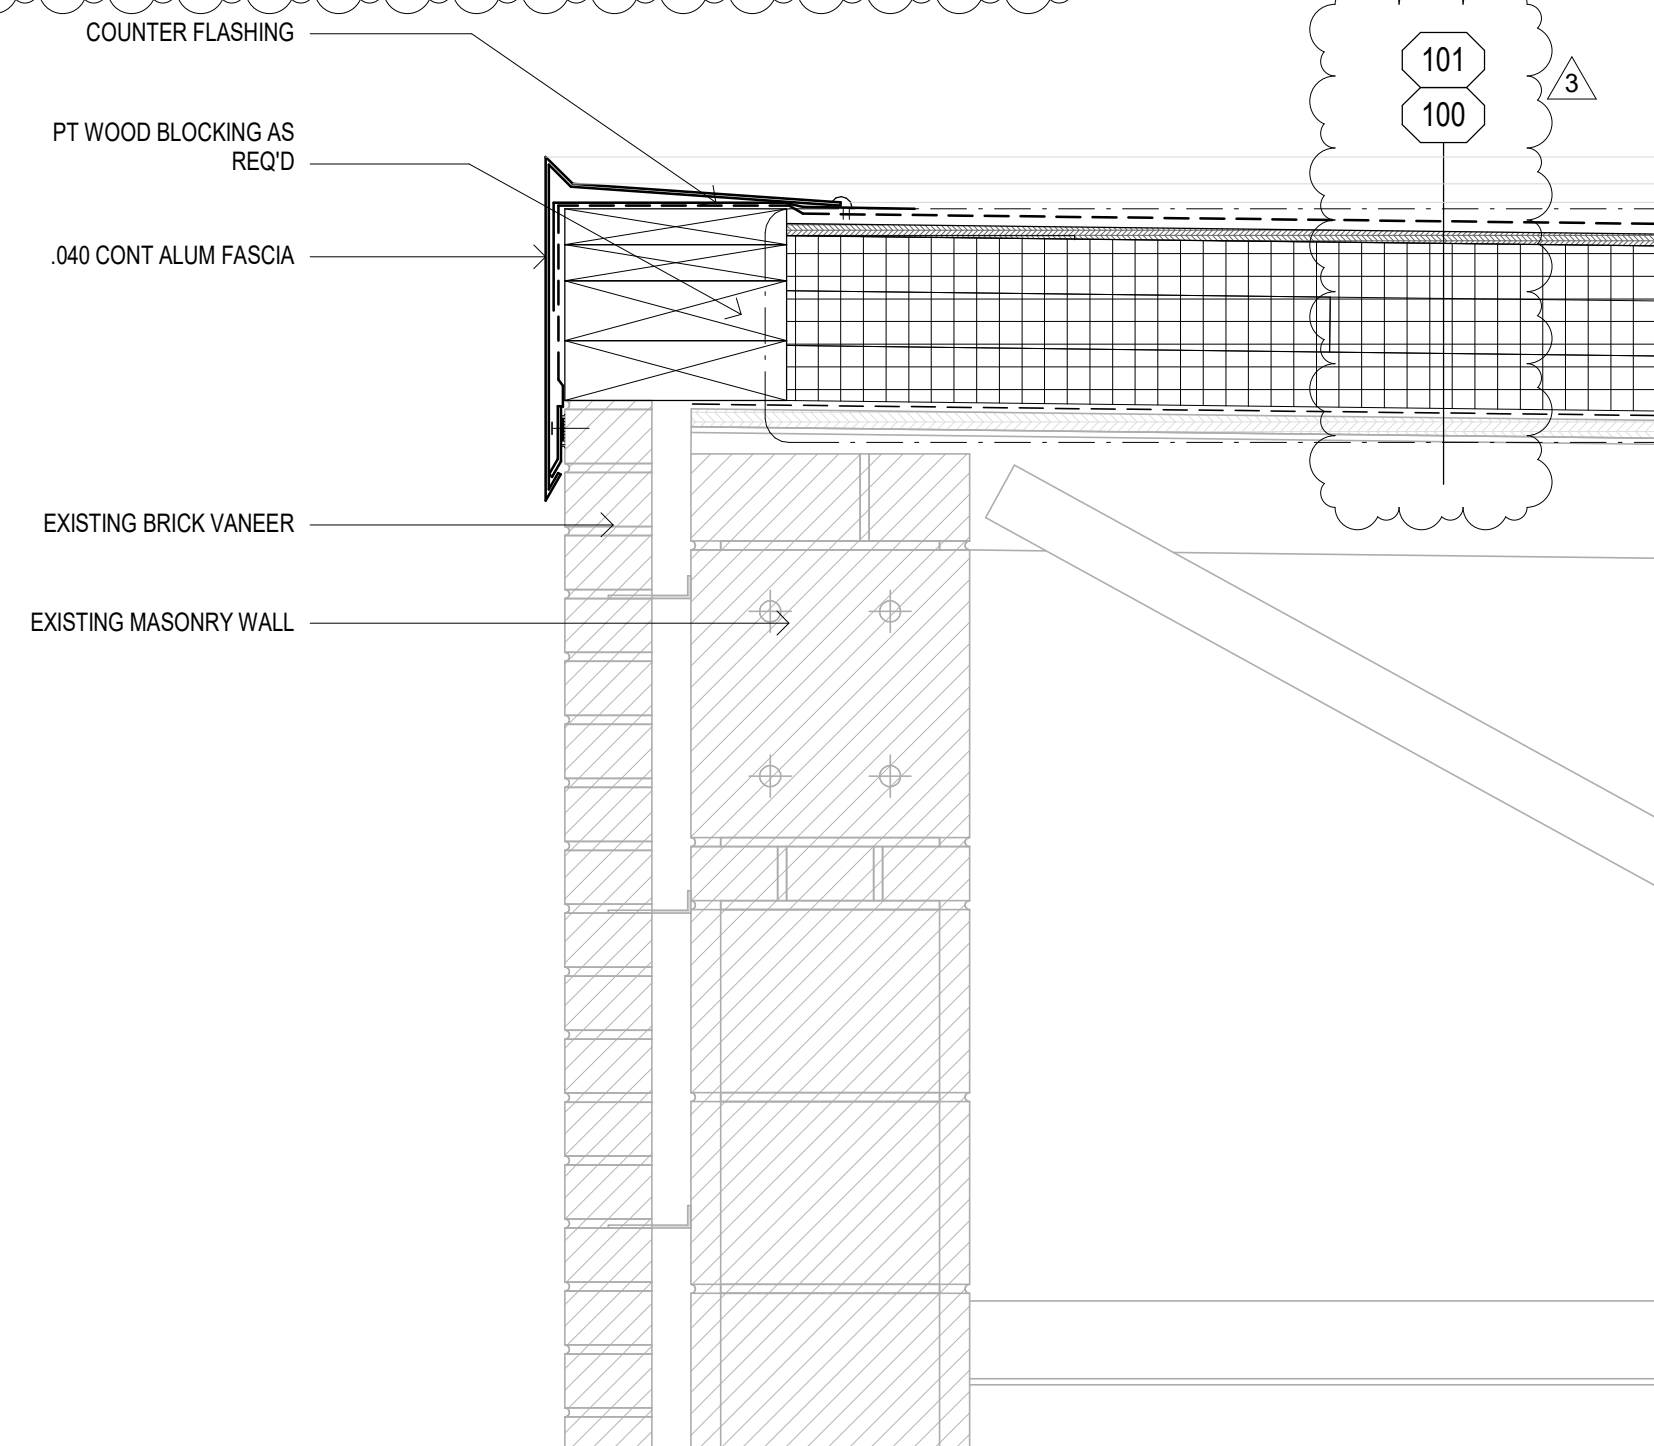 COUNTER FLASHING
101
3
100
PT WOOD BLOCKING AS
REQ'D
.040 CONT ALUM FASCIA
EXISTING BRICK VANEER
EXISTING MASONRY WALL